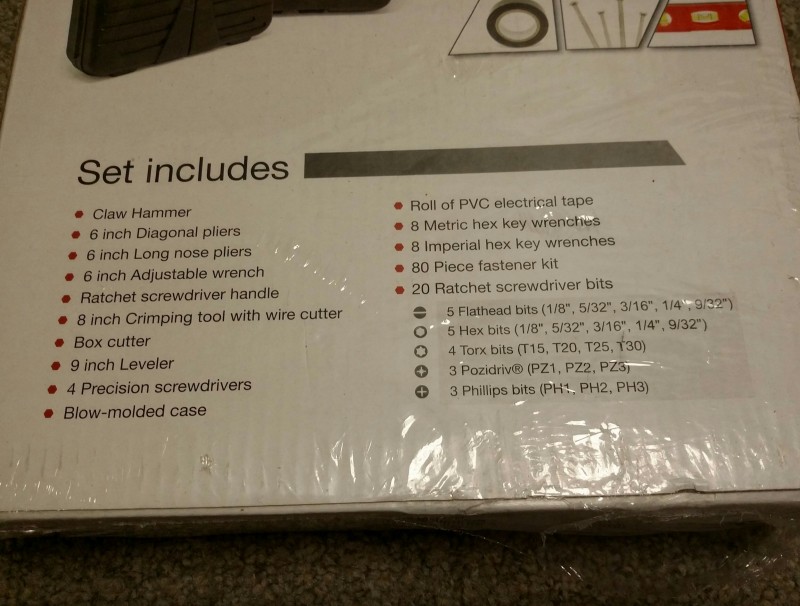 Set includes
Claw Hammer
6 inch Diagonal pliers
6 inch Long nose pliers
6 inch Adjustable wrench
Ratchet screwdriver handle
8 inch Crimping tool with wire cutter
Box cutter
9 inch Leveler
4 Precision screwdrivers
Blow-molded case
Roll of PVC electrical tape
8 Metric hex key wrenches
8 Imperial hex key wrenches
80 Piece fastener kit
20 Ratchet screwdriver bits
5 Flathead bits (1/8", 5/32", 3/16", 1/4", 9/32")
5 Hex bits (1/8", 5/32", 3/16", 1/4", 9/32")
4 Torx bits (T15, T20, T25, T30)
3 Pozidriv® (PZ1, PZ2, PZ3)
3 Phillips bits (PH1, PH2, PH3)